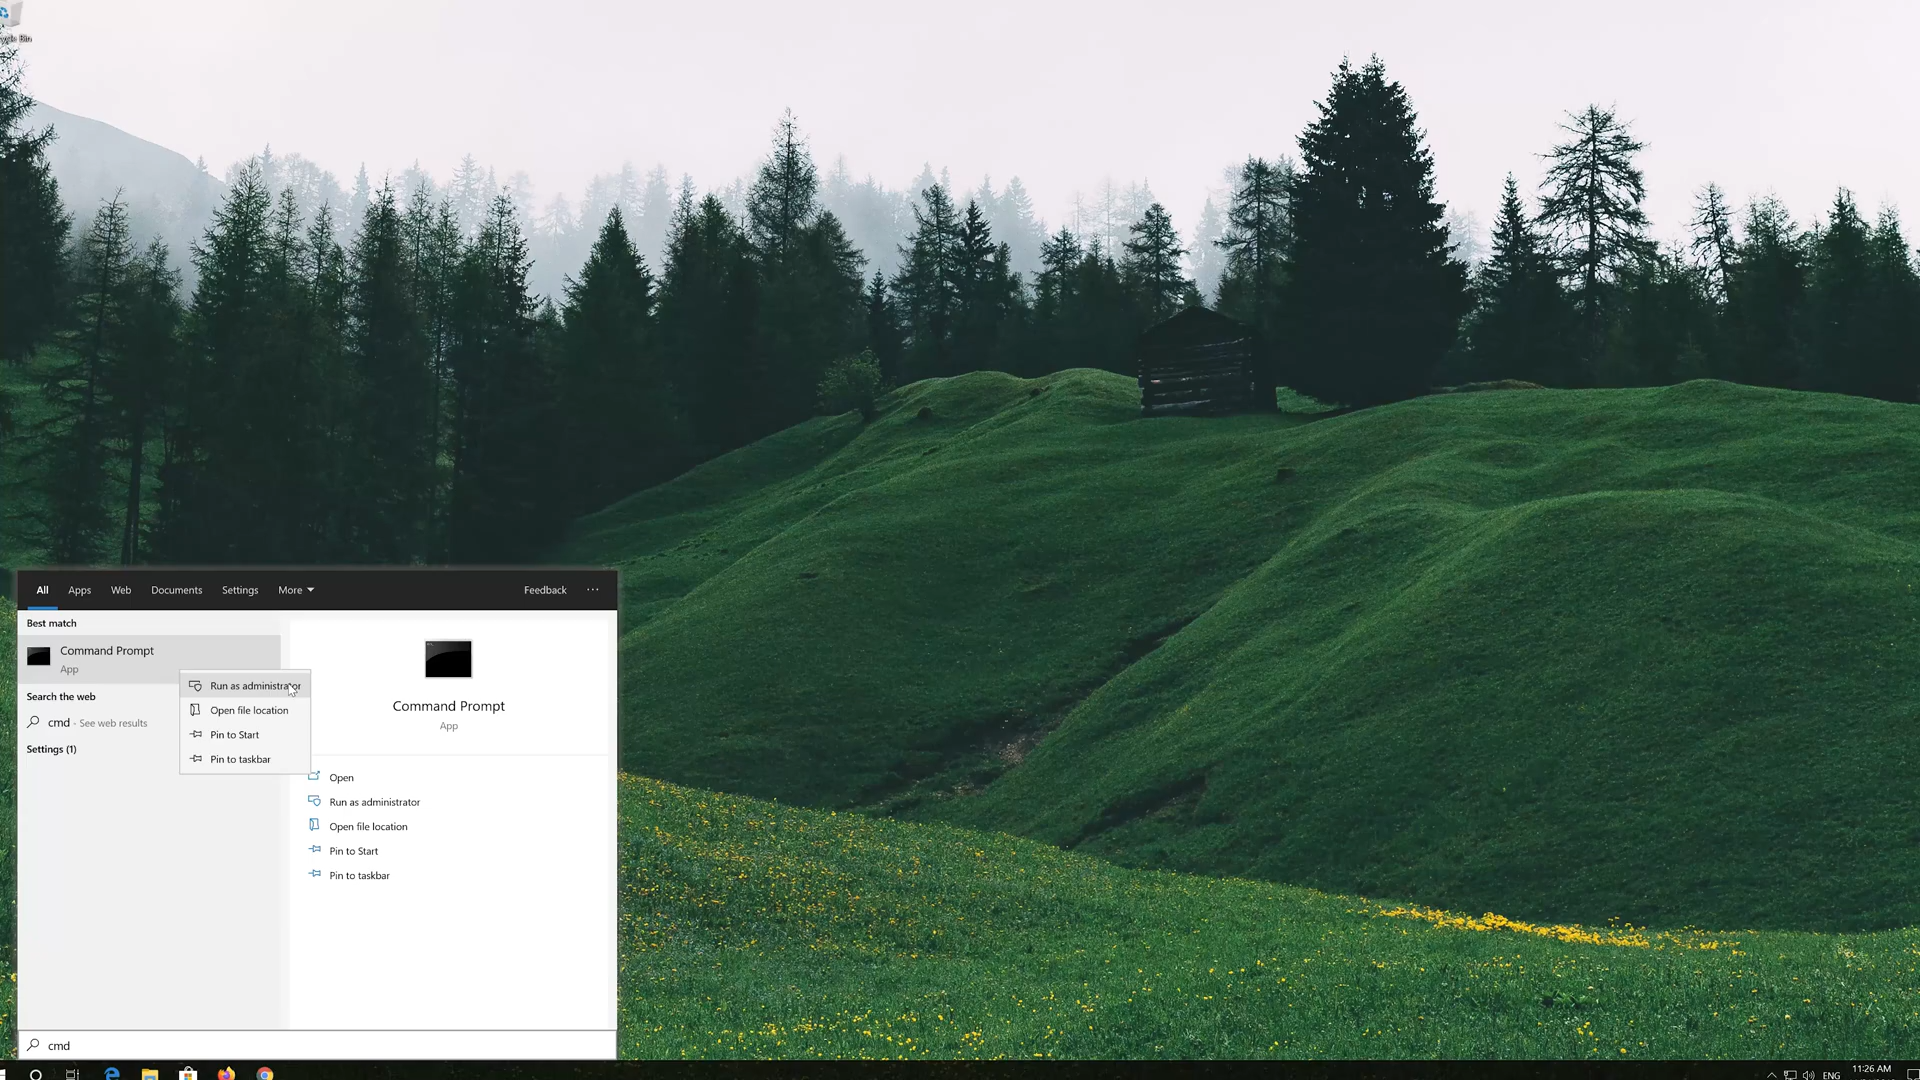 All Apps Web Documents Settings More Feedback ...
Best match
Command Prompt
App
Search the web
cmd - See web results
Settings (1)
Run as administrator
Open file location
Pin to Start
Pin to taskbar
Command Prompt
App
Open
Run as administrator
Open file location
Pin to Start
Pin to taskbar
cmd
ENG
11:26 AM